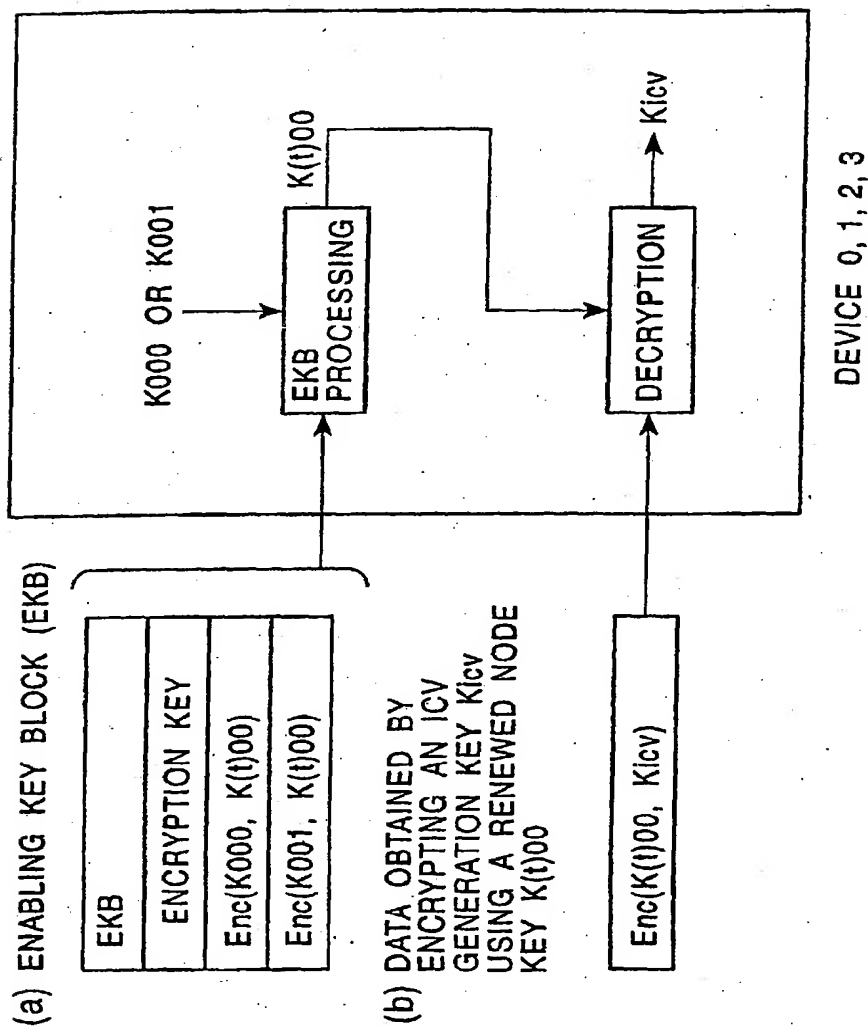 (a) ENABLING KEY BLOCK (EKB)
EKB
ENCRYPTION KEY
Enc(K000, K(t)00)
Enc(K001, K(t)00)
(b) DATA OBTAINED BY
ENCRYPTING AN ICV
GENERATION KEY Kicv
USING A RENEWED NODE
KEY K(t)00
Enc(K(t)00, Kicv)
K000 OR K001
EKB
PROCESSING
K(t)00
DECRYPTION
Kicv
DEVICE 0, 1, 2, 3